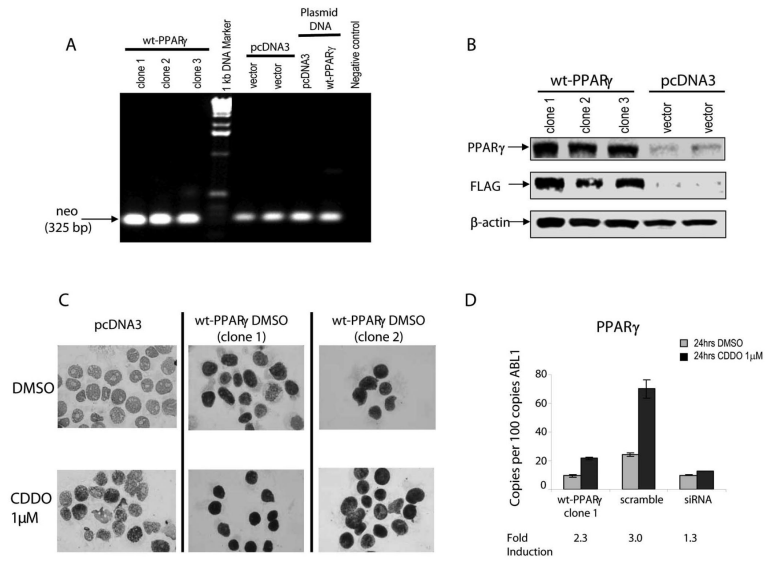 A
wt-PPARγ
clone 1
clone 2
clone 3
1 kb DNA Marker
pcDNA3
vector
vector
Plasmid
DNA
pcDNA3
wt-PPARγ
Negative control
neo
(325 bp)
B
wt-PPARγ
pcDNA3
clone 1
clone 2
clone 3
vector
vector
PPARγ
FLAG
β-actin
C
pcDNA3
wt-PPARγ DMSO
(clone 1)
wt-PPARγ DMSO
(clone 2)
DMSO
CDDO
1μM
D
PPARγ
24hrs DMSO
24hrs CDDO 1μM
Copies per 100 copies ABL1
80
60
40
20
0
wt-PPARγ
clone 1
scramble
siRNA
Fold
Induction
2.3
3.0
1.3